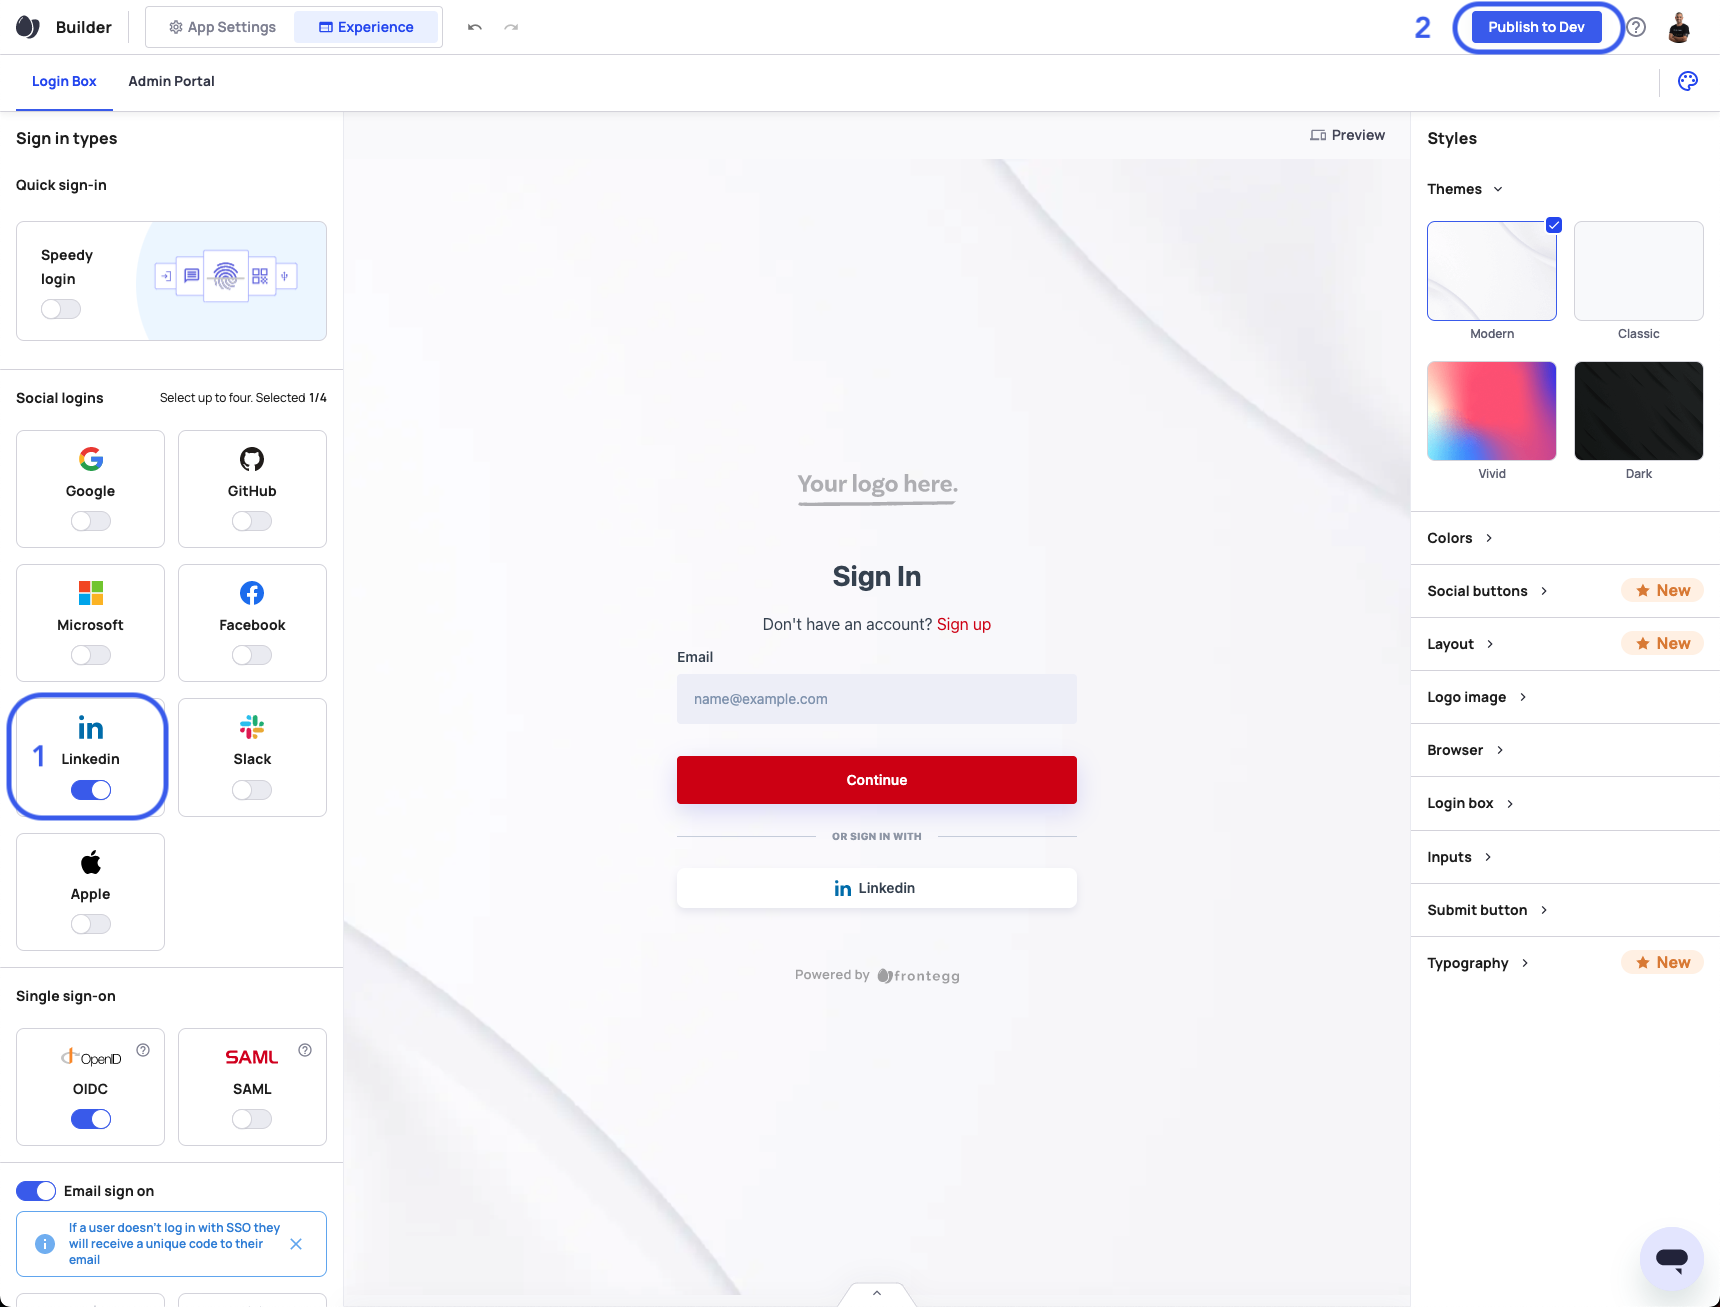 Builder
App Settings
Experience
2
Publish to Dev
Login Box
Admin Portal
Sign in types
Quick sign-in
Speedy
login
Social logins
Select up to four. Selected 1/4
Google
GitHub
Microsoft
Facebook
1
in
Linkedin
Slack
Apple
Single sign-on
OpenID
OIDC
SAML
SAML
Email sign on
If a user doesn't log in with SSO they
will receive a unique code to their
email
Preview
Your logo here.
Sign In
Don't have an account? Sign up
Email
name@example.com
Continue
OR SIGN IN WITH
in Linkedin
Powered by frontegg
Styles
Themes
Modern
Classic
Vivid
Dark
Colors
Social buttons
New
Layout
New
Logo image
Browser
Login box
Inputs
Submit button
Typography
New